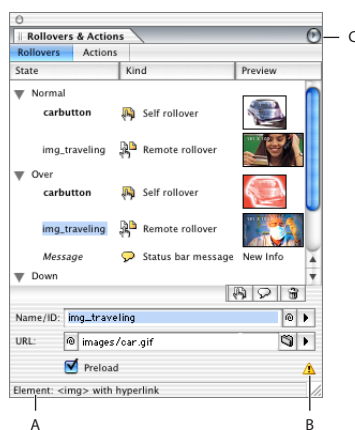 Rollovers & Actions
C
Rollovers Actions
State Kind Preview
Normal
carbutton Self rollover
img_traveling Remote rollover
Over
carbutton Self rollover
img_traveling Remote rollover
Message Status bar message New Info
Down
Name/ID: img_traveling
URL: images/car.gif
Preload
Element: <img> with hyperlink
A B